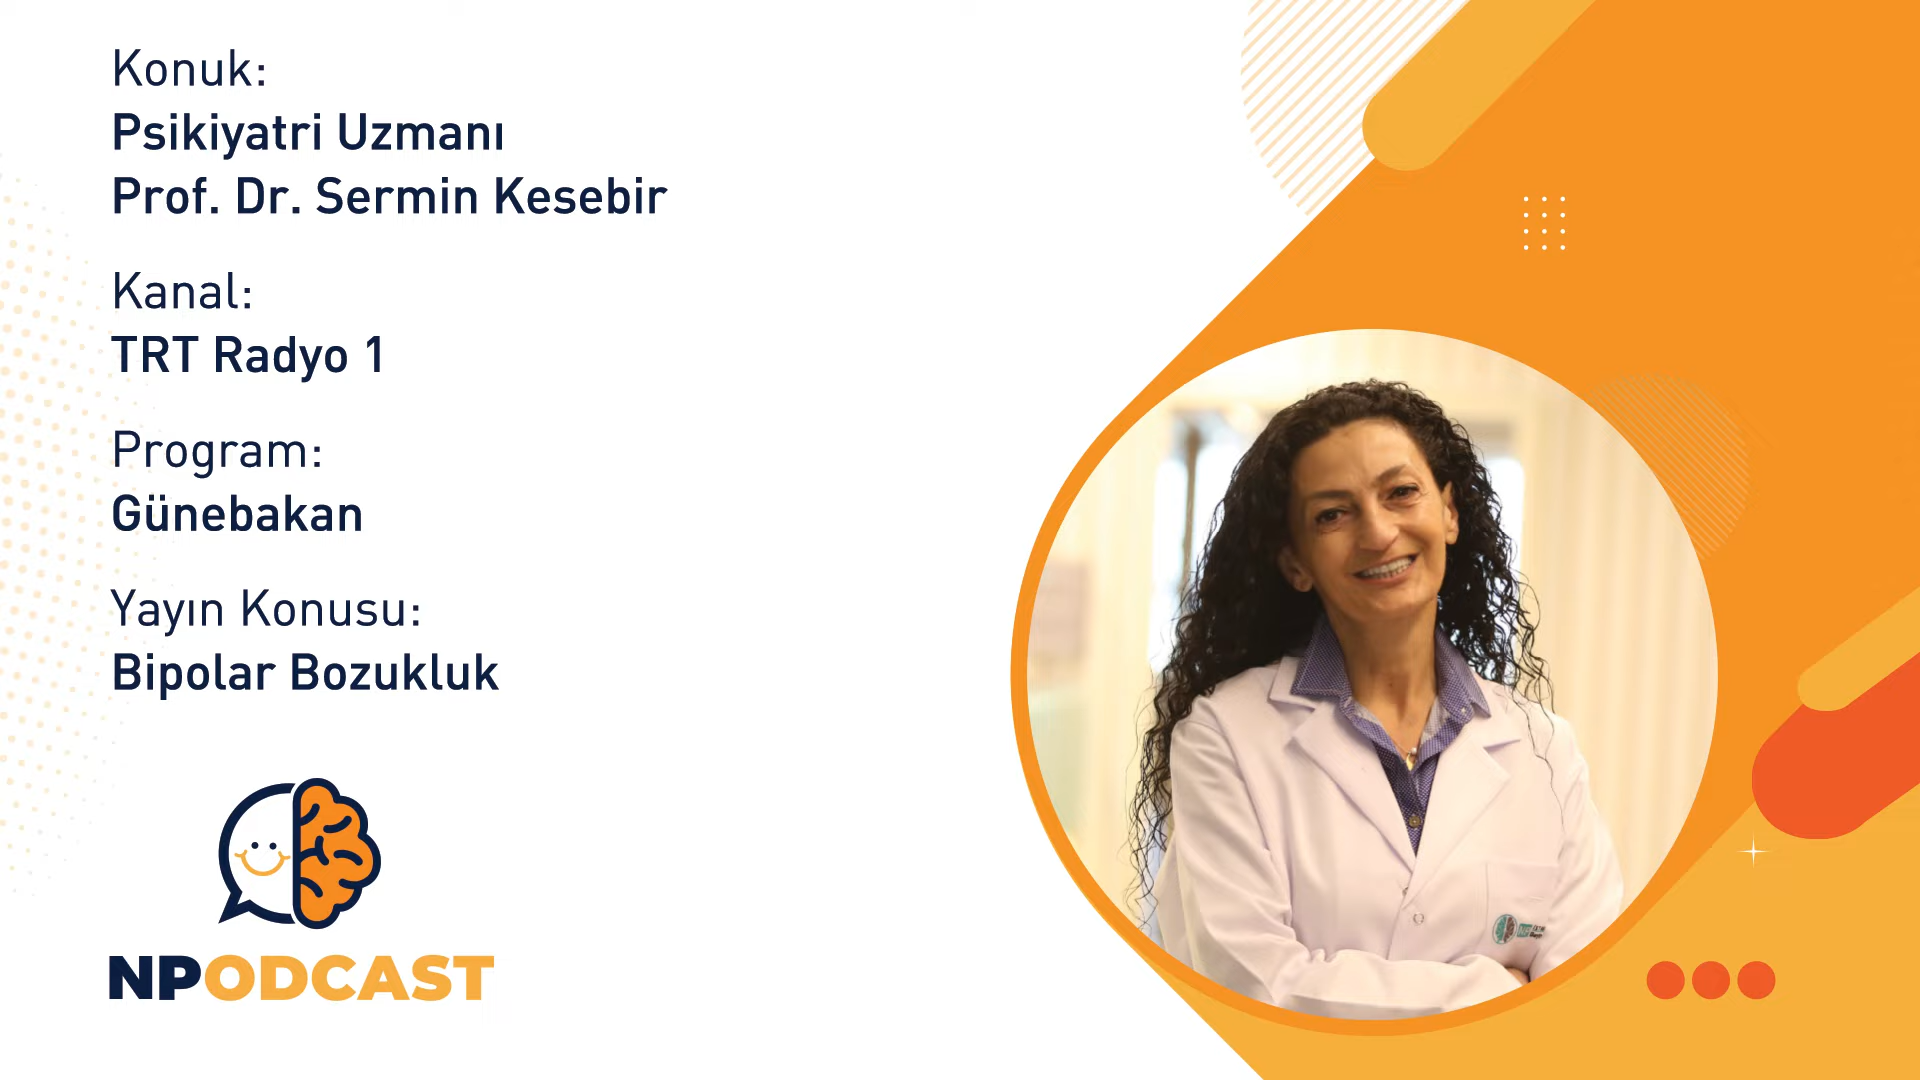 Konuk:
Psikiyatri Uzmanı
Prof. Dr. Sermin Kesebir
Kanal:
TRT Radyo 1
Program:
Günebakan
Yayın Konusu:
Bipolar Bozukluk
NPODCAST